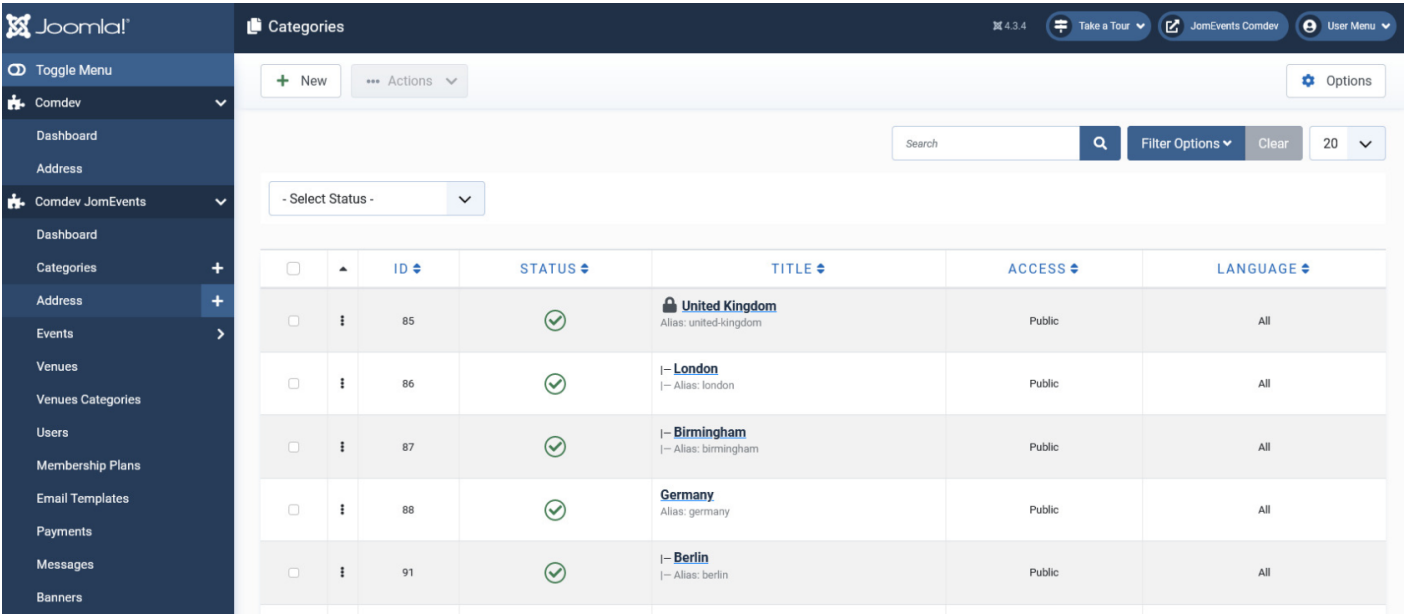 Joomla!
Categories
4.3.4
Take a Tour
JomEvents Comdev
User Menu
Toggle Menu
Comdev
Dashboard
Address
Comdev JomEvents
Dashboard
Categories
Address
Events
Venues
Venues Categories
Users
Membership Plans
Email Templates
Payments
Messages
Banners
New
Actions
Options
Search
Filter Options
Clear
20
- Select Status -
ID STATUS TITLE ACCESS LANGUAGE
85 United Kingdom Public All
Alias: united-kingdom
86 |— London Public All
|— Alias: london
87 |— Birmingham Public All
|— Alias: birmingham
88 Germany Public All
Alias: germany
91 |— Berlin Public All
|— Alias: berlin